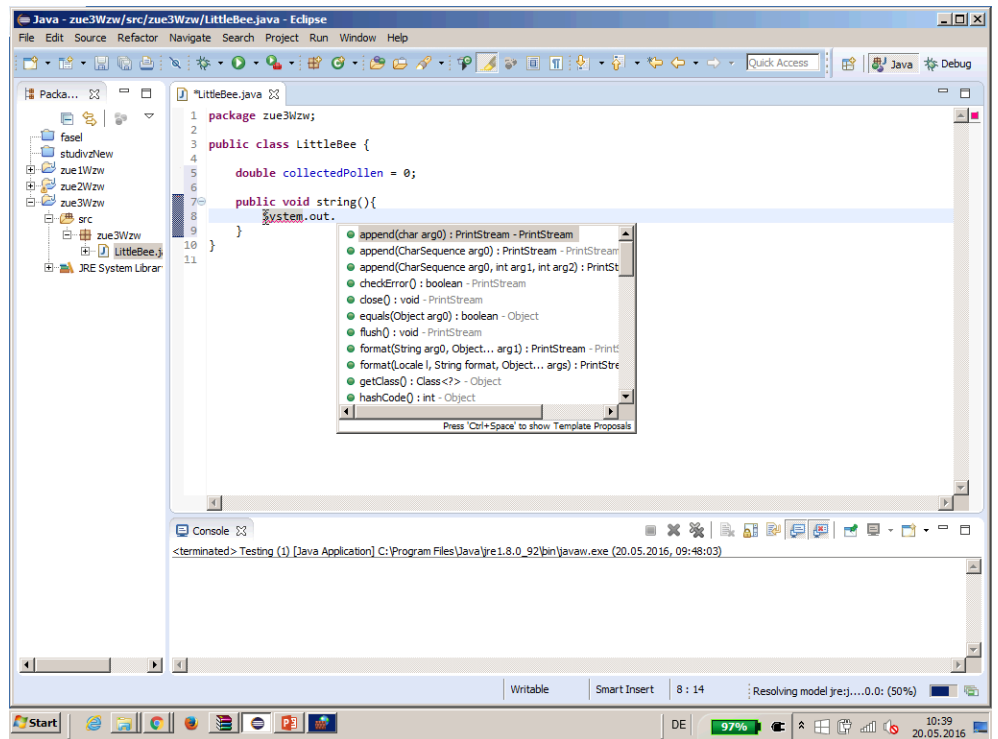 Java - zue3Wzw/src/zue3Wzw/LittleBee.java - Eclipse
File Edit Source Refactor Navigate Search Project Run Window Help
Quick Access
Java
Debug
Packa...
*LittleBee.java
fasel
studivzNew
zue1Wzw
zue2Wzw
zue3Wzw
src
zue3Wzw
LittleBee.j
JRE System Librar
1 package zue3Wzw;
2
3 public class LittleBee {
4
5 double collectedPollen = 0;
6
7 public void string(){
8 System.out.
9 }
10 }
11
append(char arg0) : PrintStream - PrintStream
append(CharSequence arg0) : PrintStream - PrintStream
append(CharSequence arg0, int arg1, int arg2) : PrintSt
checkError() : boolean - PrintStream
close() : void - PrintStream
equals(Object arg0) : boolean - Object
flush() : void - PrintStream
format(String arg0, Object... arg1) : PrintStream - PrintS
format(Locale l, String format, Object... args) : PrintStre
getClass() : Class<?> - Object
hashCode() : int - Object
Press 'Ctrl+Space' to show Template Proposals
Console
<terminated> Testing (1) [Java Application] C:\Program Files\Java\jre1.8.0_92\bin\javaw.exe (20.05.2016, 09:48:03)
Writable
Smart Insert
8 : 14
Resolving model jre:j....0.0: (50%)
Start
DE
97%
10:39
20.05.2016